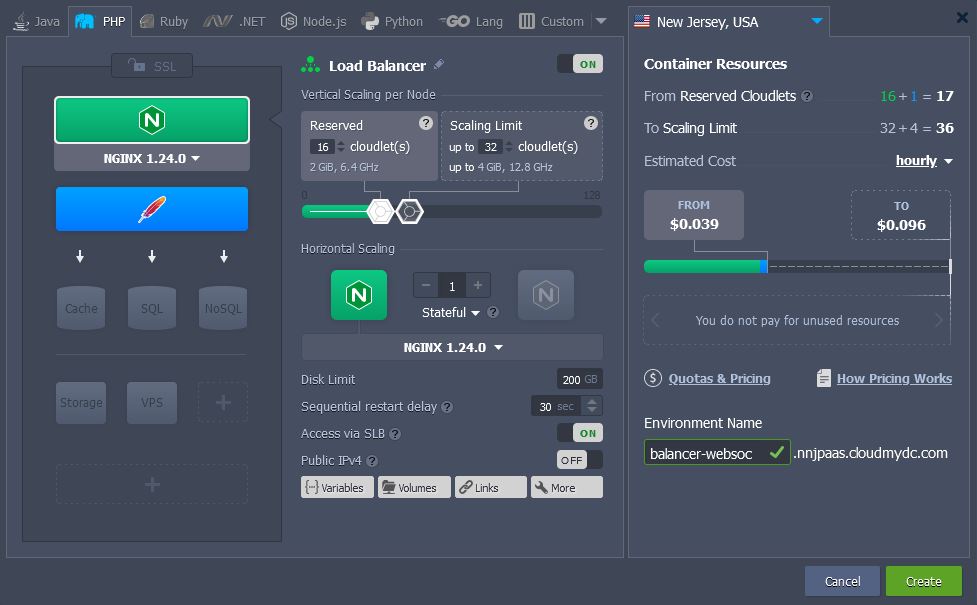 Java
PHP
Ruby
.NET
Node.js
Python
GO Lang
Custom
New Jersey, USA
SSL
NGINX 1.24.0
Cache
SQL
NoSQL
Storage
VPS
Load Balancer
ON
Vertical Scaling per Node
Reserved ?
16 cloudlet(s)
2 GiB, 6.4 GHz
Scaling Limit ?
up to 32 cloudlet(s)
up to 4 GiB, 12.8 GHz
0
128
Horizontal Scaling
- 1 +
Stateful ?
NGINX 1.24.0
Disk Limit 200 GB
Sequential restart delay ? 30 sec
Access via SLB ? ON
Public IPv4 ? OFF
Variables
Volumes
Links
More
Container Resources
From Reserved Cloudlets ? 16 + 1 = 17
To Scaling Limit 32 + 4 = 36
Estimated Cost hourly
FROM
$0.039
TO
$0.096
You do not pay for unused resources
$ Quotas & Pricing
How Pricing Works
Environment Name
balancer-websoc .nnjpaas.cloudmydc.com
Cancel
Create